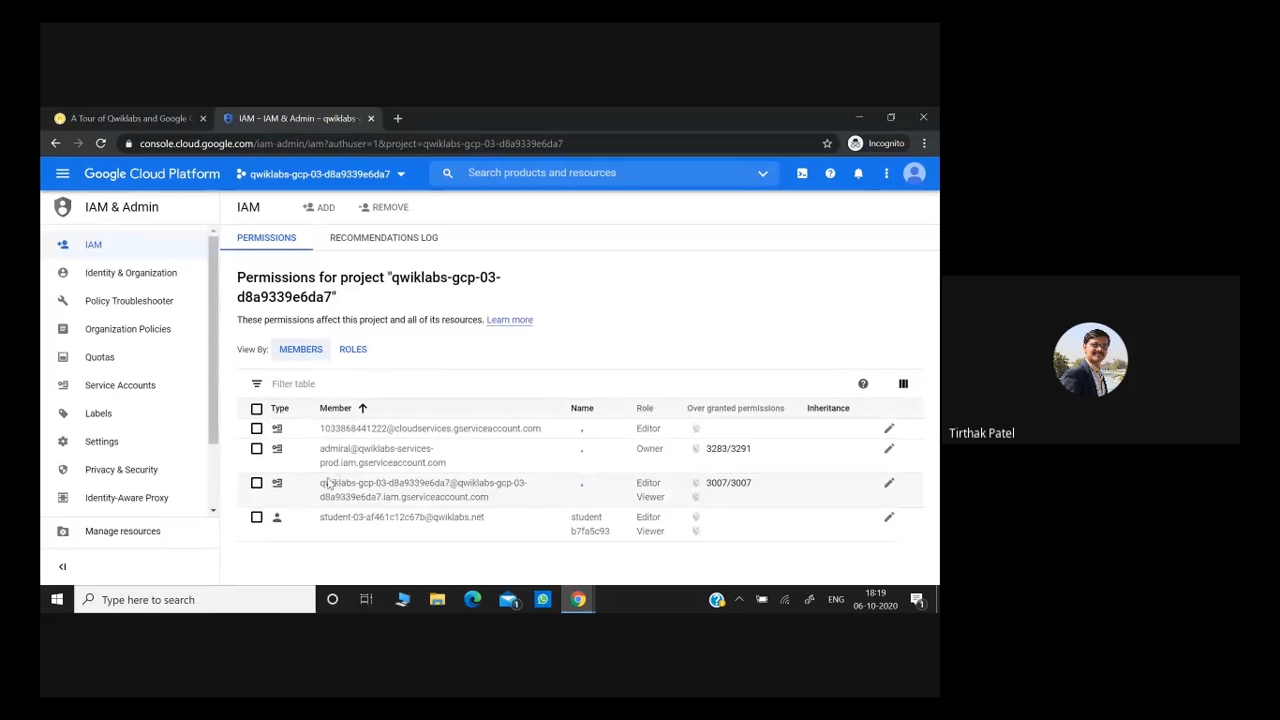 A Tour of Qwiklabs and Google C
IAM – IAM & Admin – qwiklabs-
console.cloud.google.com/iam-admin/iam?authuser=1&project=qwiklabs-gcp-03-d8a9339e6da7
Incognito
Google Cloud Platform
qwiklabs-gcp-03-d8a9339e6da7
Search products and resources
IAM & Admin
IAM
ADD
REMOVE
IAM
Identity & Organization
Policy Troubleshooter
Organization Policies
Quotas
Service Accounts
Labels
Settings
Privacy & Security
Identity-Aware Proxy
Manage resources
PERMISSIONS
RECOMMENDATIONS LOG
Permissions for project "qwiklabs-gcp-03-
d8a9339e6da7"
These permissions affect this project and all of its resources. Learn more
View By: MEMBERS ROLES
Filter table
Type Member Name Role Over granted permissions Inheritance
1033868441222@cloudservices.gserviceaccount.com Editor
admiral@qwiklabs-services- Owner 3283/3291
prod.iam.gserviceaccount.com
qwiklabs-gcp-03-d8a9339e6da7@qwiklabs-gcp-03- Editor 3007/3007
d8a9339e6da7.iam.gserviceaccount.com Viewer
student-03-af461c12c67b@qwiklabs.net student Editor
b7fa5c93 Viewer
Type here to search
1
ENG
18:19
06-10-2020
1
Tirthak Patel